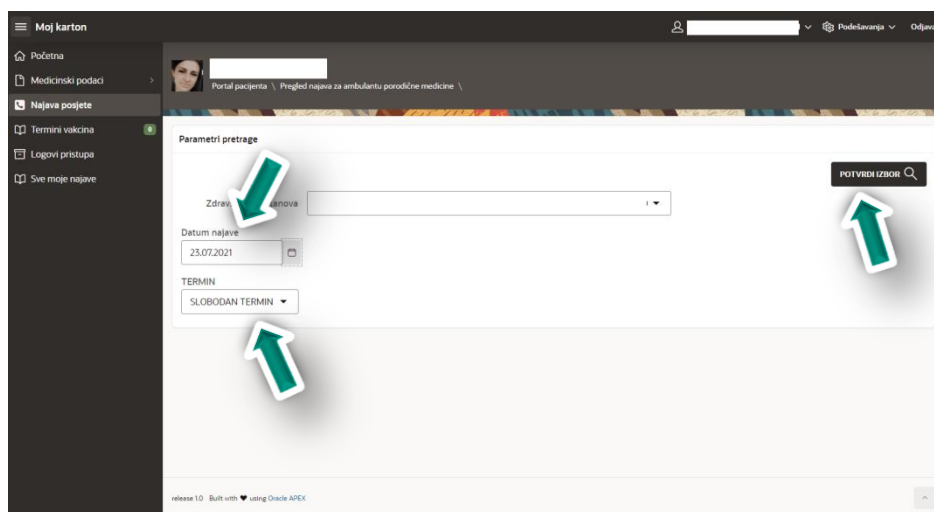 Moj karton
Podešavanja
Odjava
Početna
Medicinski podaci
Najava posjete
Termini vakcina 0
Logovi pristupa
Sve moje najave
Portal pacijenta \ Pregled najava za ambulantu porodične medicine \
Parametri pretrage
POTVRDI IZBOR
Datum najave
23.07.2021
TERMIN
SLOBODAN TERMIN
release 1.0 Built with ♥ using Oracle APEX